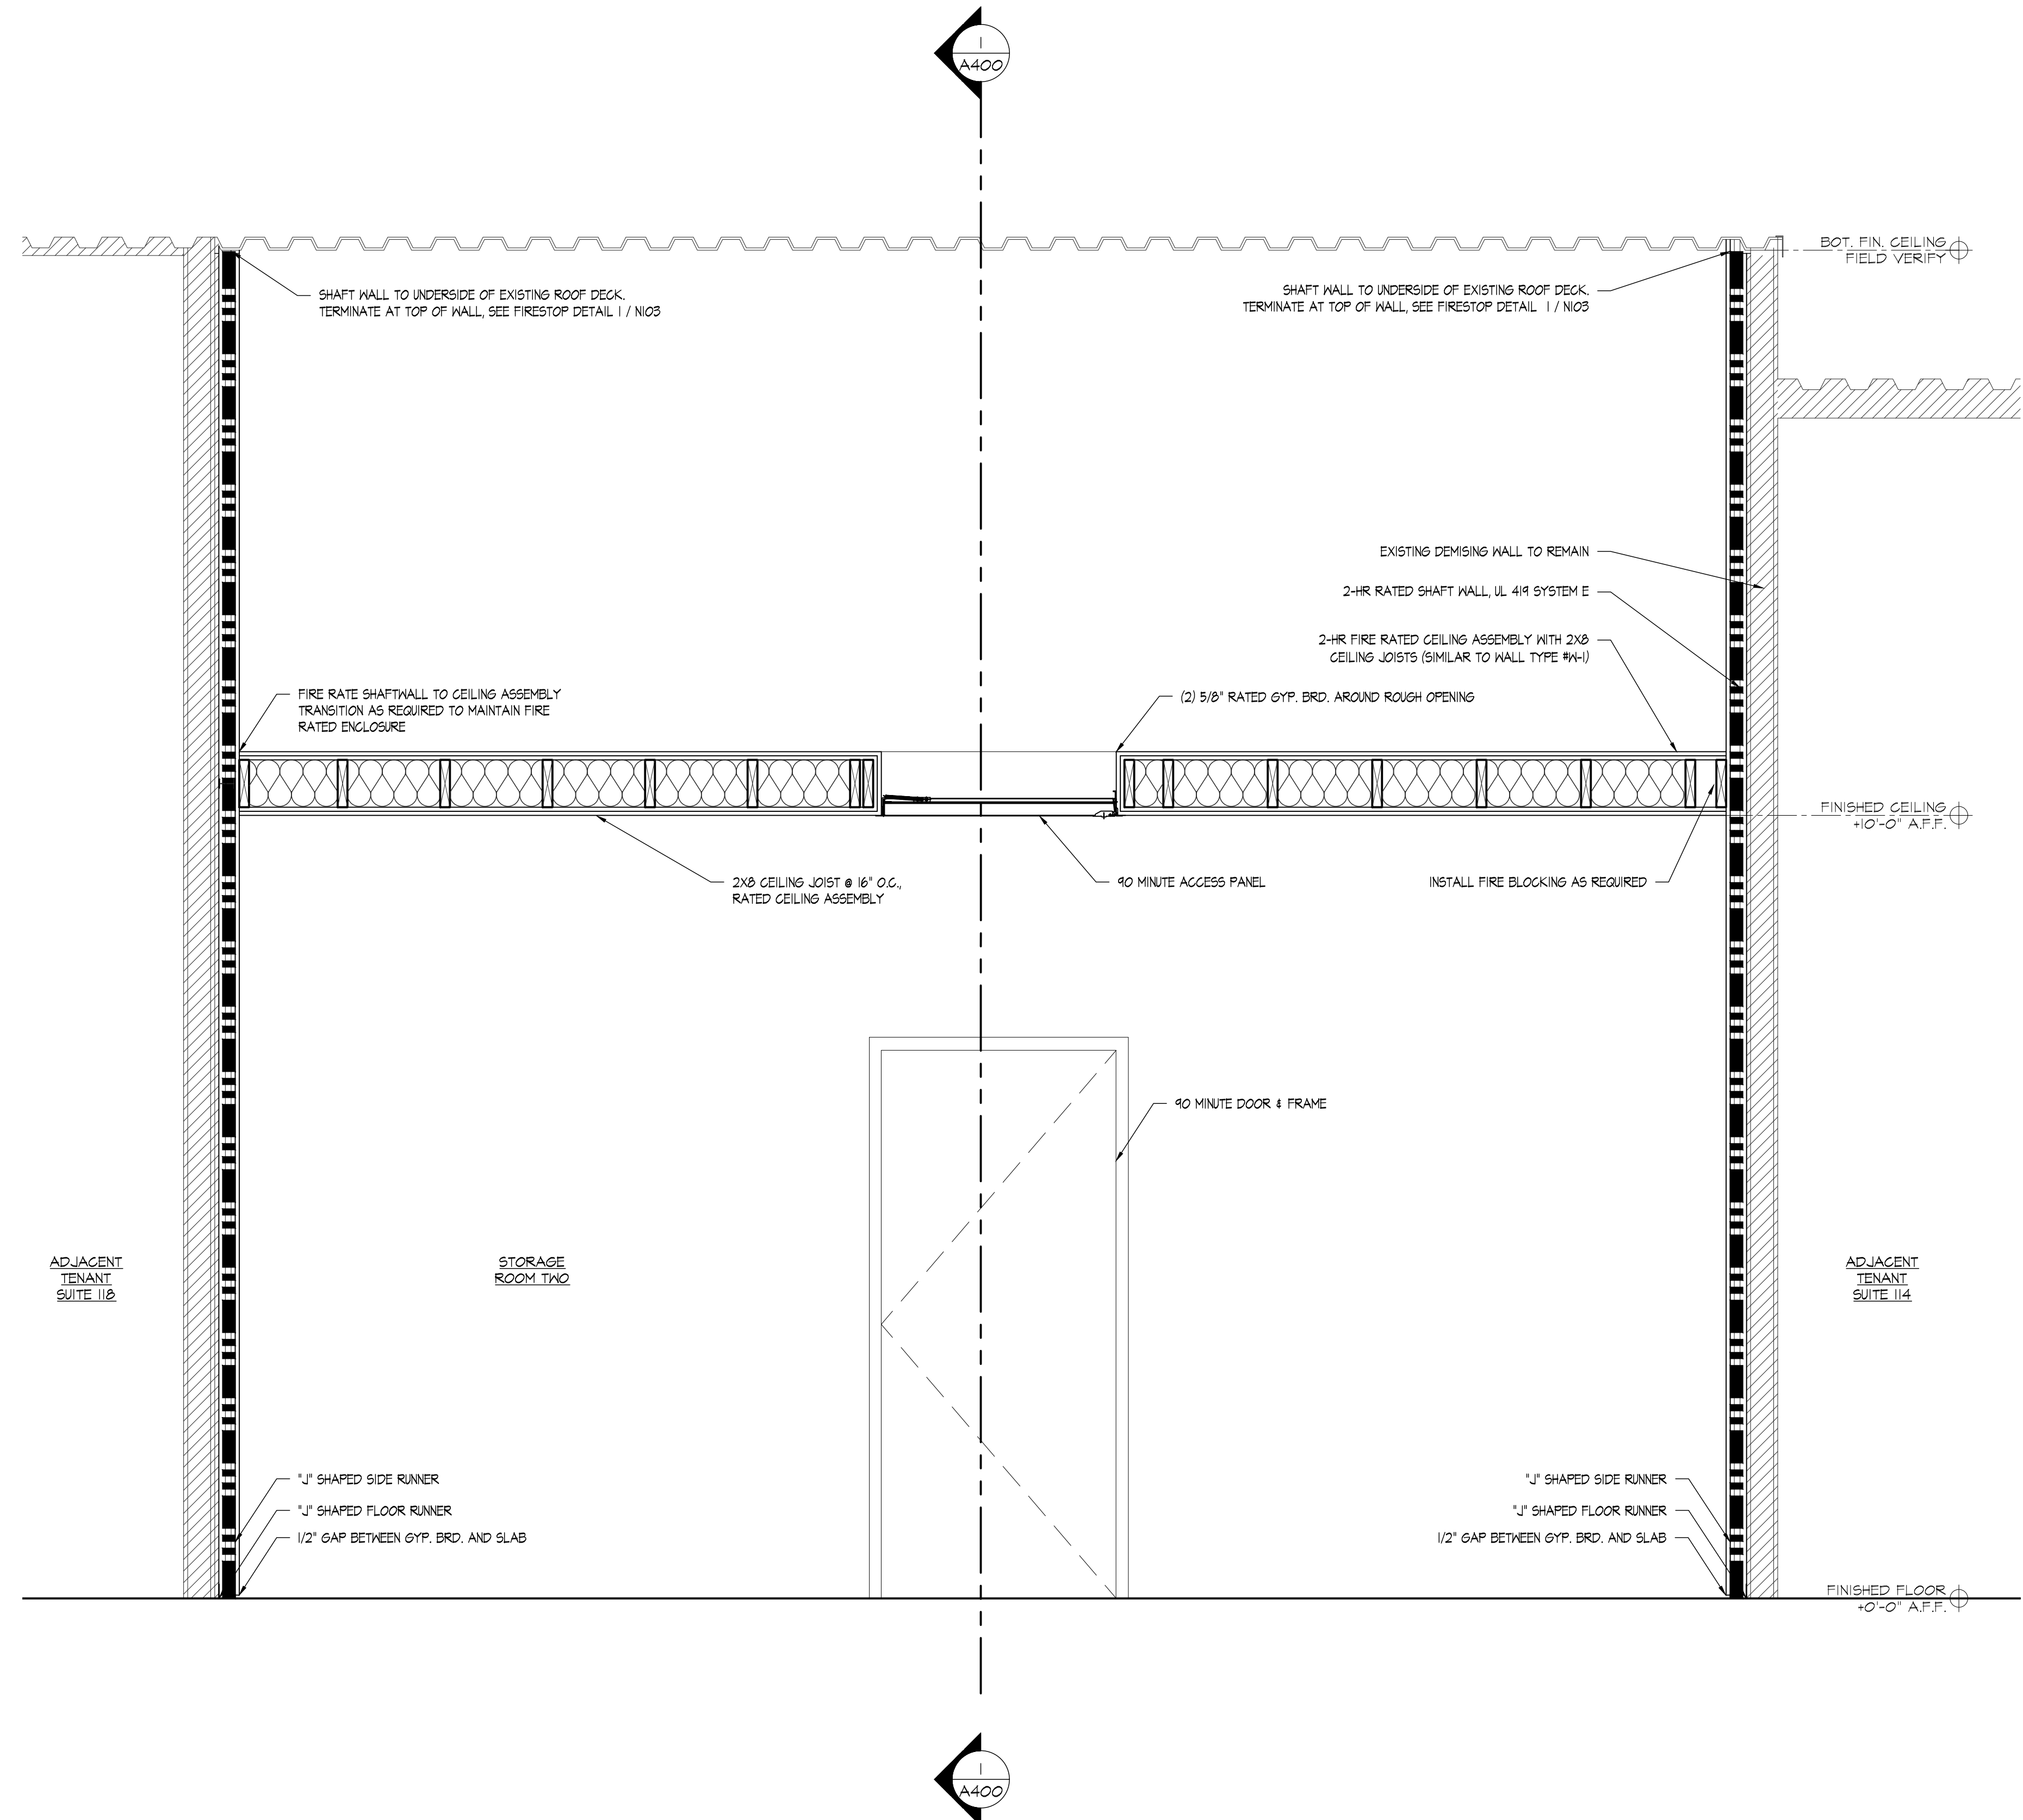 1
A400
BOT. FIN. CEILING
FIELD VERIFY
SHAFT WALL TO UNDERSIDE OF EXISTING ROOF DECK.
TERMINATE AT TOP OF WALL, SEE FIRESTOP DETAIL 1 / N103
SHAFT WALL TO UNDERSIDE OF EXISTING ROOF DECK.
TERMINATE AT TOP OF WALL, SEE FIRESTOP DETAIL 1 / N103
EXISTING DEMISING WALL TO REMAIN
2-HR RATED SHAFT WALL, UL 419 SYSTEM E
2-HR FIRE RATED CEILING ASSEMBLY WITH 2X8
CEILING JOISTS (SIMILAR TO WALL TYPE #W-1)
FIRE RATE SHAFTWALL TO CEILING ASSEMBLY
TRANSITION AS REQUIRED TO MAINTAIN FIRE
RATED ENCLOSURE
(2) 5/8" RATED GYP. BRD. AROUND ROUGH OPENING
FINISHED CEILING
+10'-0" A.F.F.
2X8 CEILING JOIST @ 16" O.C.,
RATED CEILING ASSEMBLY
90 MINUTE ACCESS PANEL
INSTALL FIRE BLOCKING AS REQUIRED
90 MINUTE DOOR & FRAME
ADJACENT
TENANT
SUITE 118
STORAGE
ROOM TWO
ADJACENT
TENANT
SUITE 114
"J" SHAPED SIDE RUNNER
"J" SHAPED FLOOR RUNNER
1/2" GAP BETWEEN GYP. BRD. AND SLAB
"J" SHAPED SIDE RUNNER
"J" SHAPED FLOOR RUNNER
1/2" GAP BETWEEN GYP. BRD. AND SLAB
FINISHED FLOOR
+0'-0" A.F.F.
1
A400